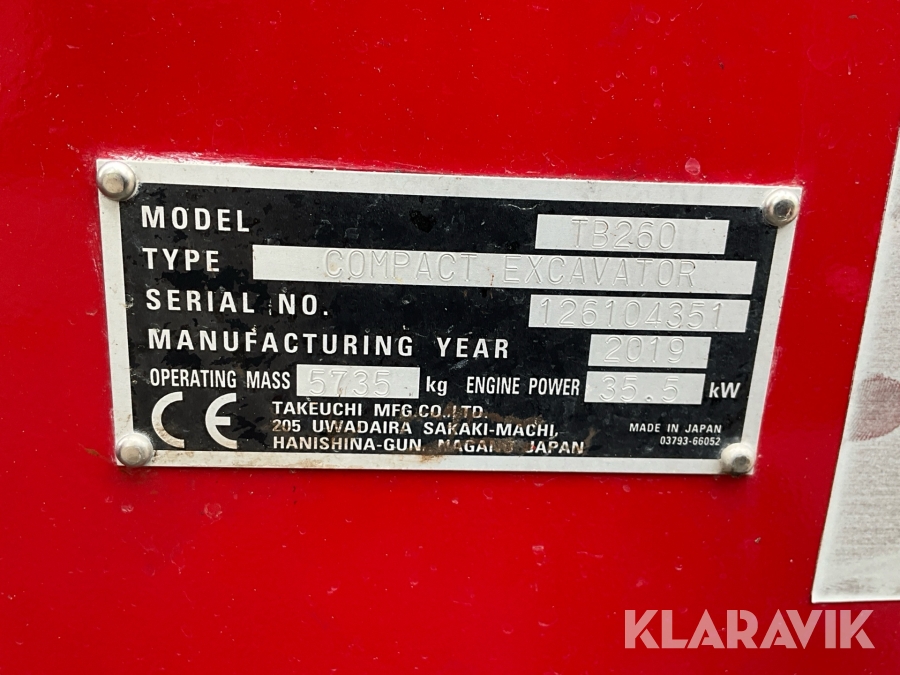 MODEL TB260
TYPE COMPACT EXCAVATOR
SERIAL NO. 126104351
MANUFACTURING YEAR 2019
OPERATING MASS 5735 kg ENGINE POWER 35.5 kW
CE
TAKEUCHI MFG.CO.,LTD.
205 UWADAIRA SAKAKI-MACHI,
HANISHINA-GUN, NAGANO JAPAN
MADE IN JAPAN
03793-66052
KLARAVIK